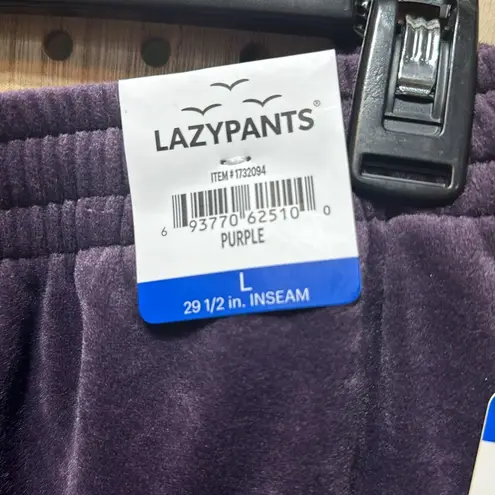 LAZYPANTS®
ITEM #1732094
6 93770 62510 0
PURPLE
L
29 1/2 in. INSEAM